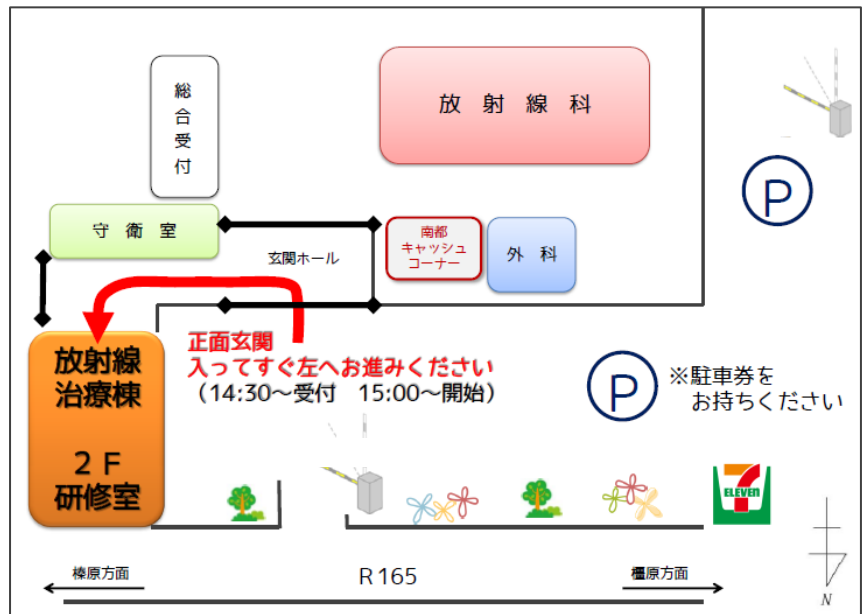 総合受付
放 射 線 科
P
守 衛 室
玄関ホール
南都
キャッシュ
コーナー
外 科
正面玄関
入ってすぐ左へお進みください
（14:30～受付　15:00～開始）
放射線
治療棟
２Ｆ
研修室
P
※駐車券を
お持ちください
7
ELEVEN
榛原方面
Ｒ165
橿原方面
N